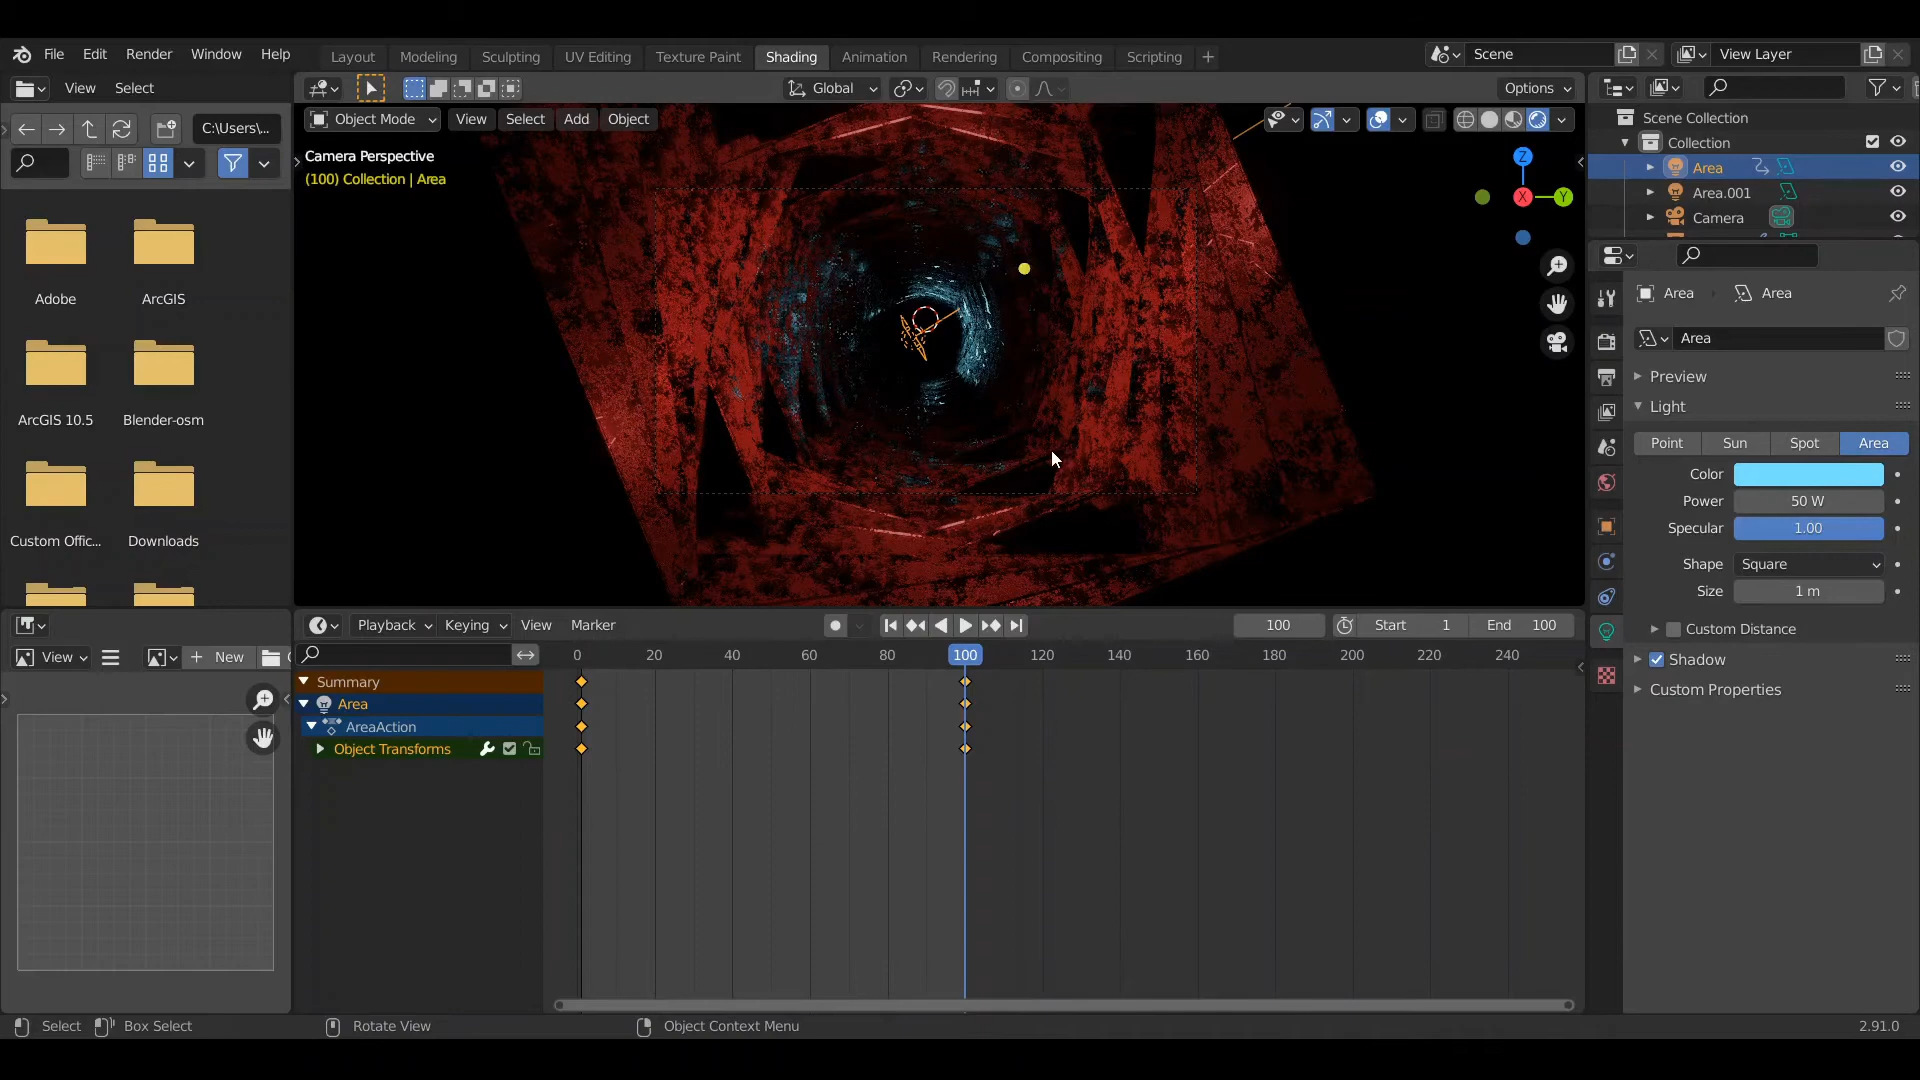 File Edit Render Window Help Layout Modeling Sculpting UV Editing Texture Paint Shading Animation Rendering Compositing Scripting + Scene View Layer
View Select Global Options
Object Mode View Select Add Object
C:\Users\...
Camera Perspective
(100) Collection | Area
Z
X
Y
Adobe ArcGIS
ArcGIS 10.5 Blender-osm
Custom Offic... Downloads
Scene Collection
Collection
Area
Area.001
Camera
Area Area
Area
Preview
Light
Point Sun Spot Area
Color
Power 50 W
Specular 1.00
Shape Square
Size 1 m
Custom Distance
Shadow
Custom Properties
Playback Keying View Marker 100 Start 1 End 100
View + New
0 20 40 60 80 100 120 140 160 180 200 220 240
Summary
Area
AreaAction
Object Transforms
Select Box Select Rotate View Object Context Menu 2.91.0